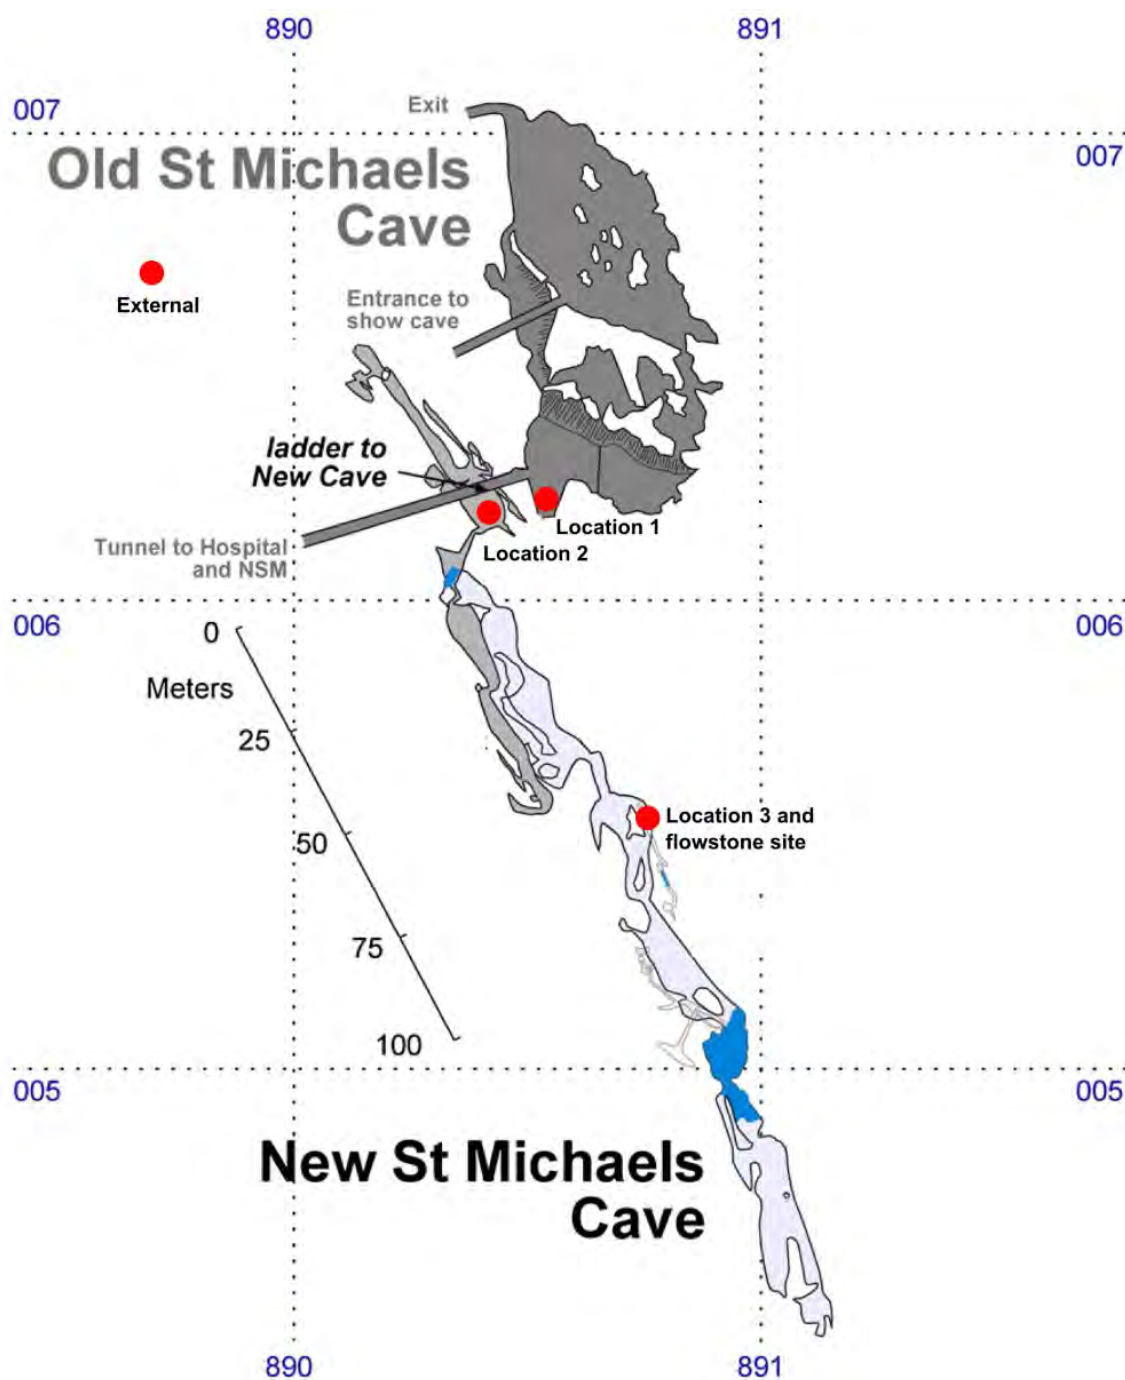 890
891
007
Exit
007
Old St Michaels
Cave
External
Entrance to
show cave
ladder to
New Cave
Location 1
Tunnel to Hospital
and NSM
Location 2
006
006
0
Meters
25
50
Location 3 and
flowstone site
75
100
005
005
New St Michaels
Cave
890
891